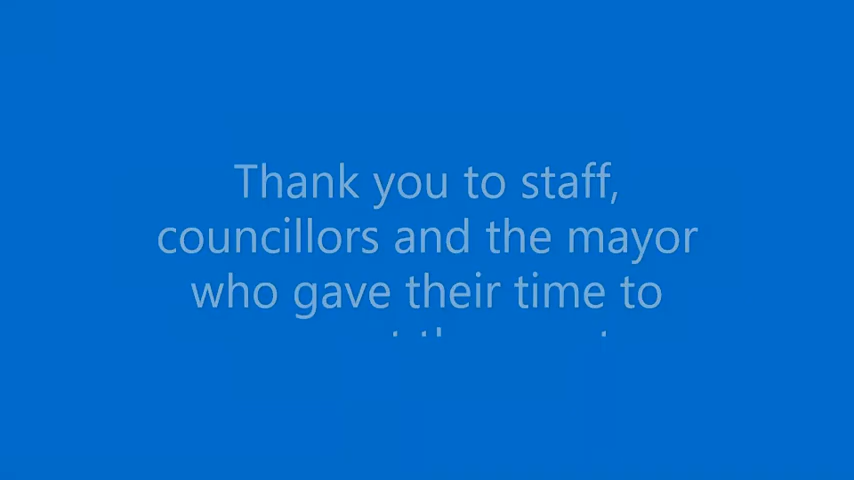 Thank you to staff,
councillors and the mayor
who gave their time to